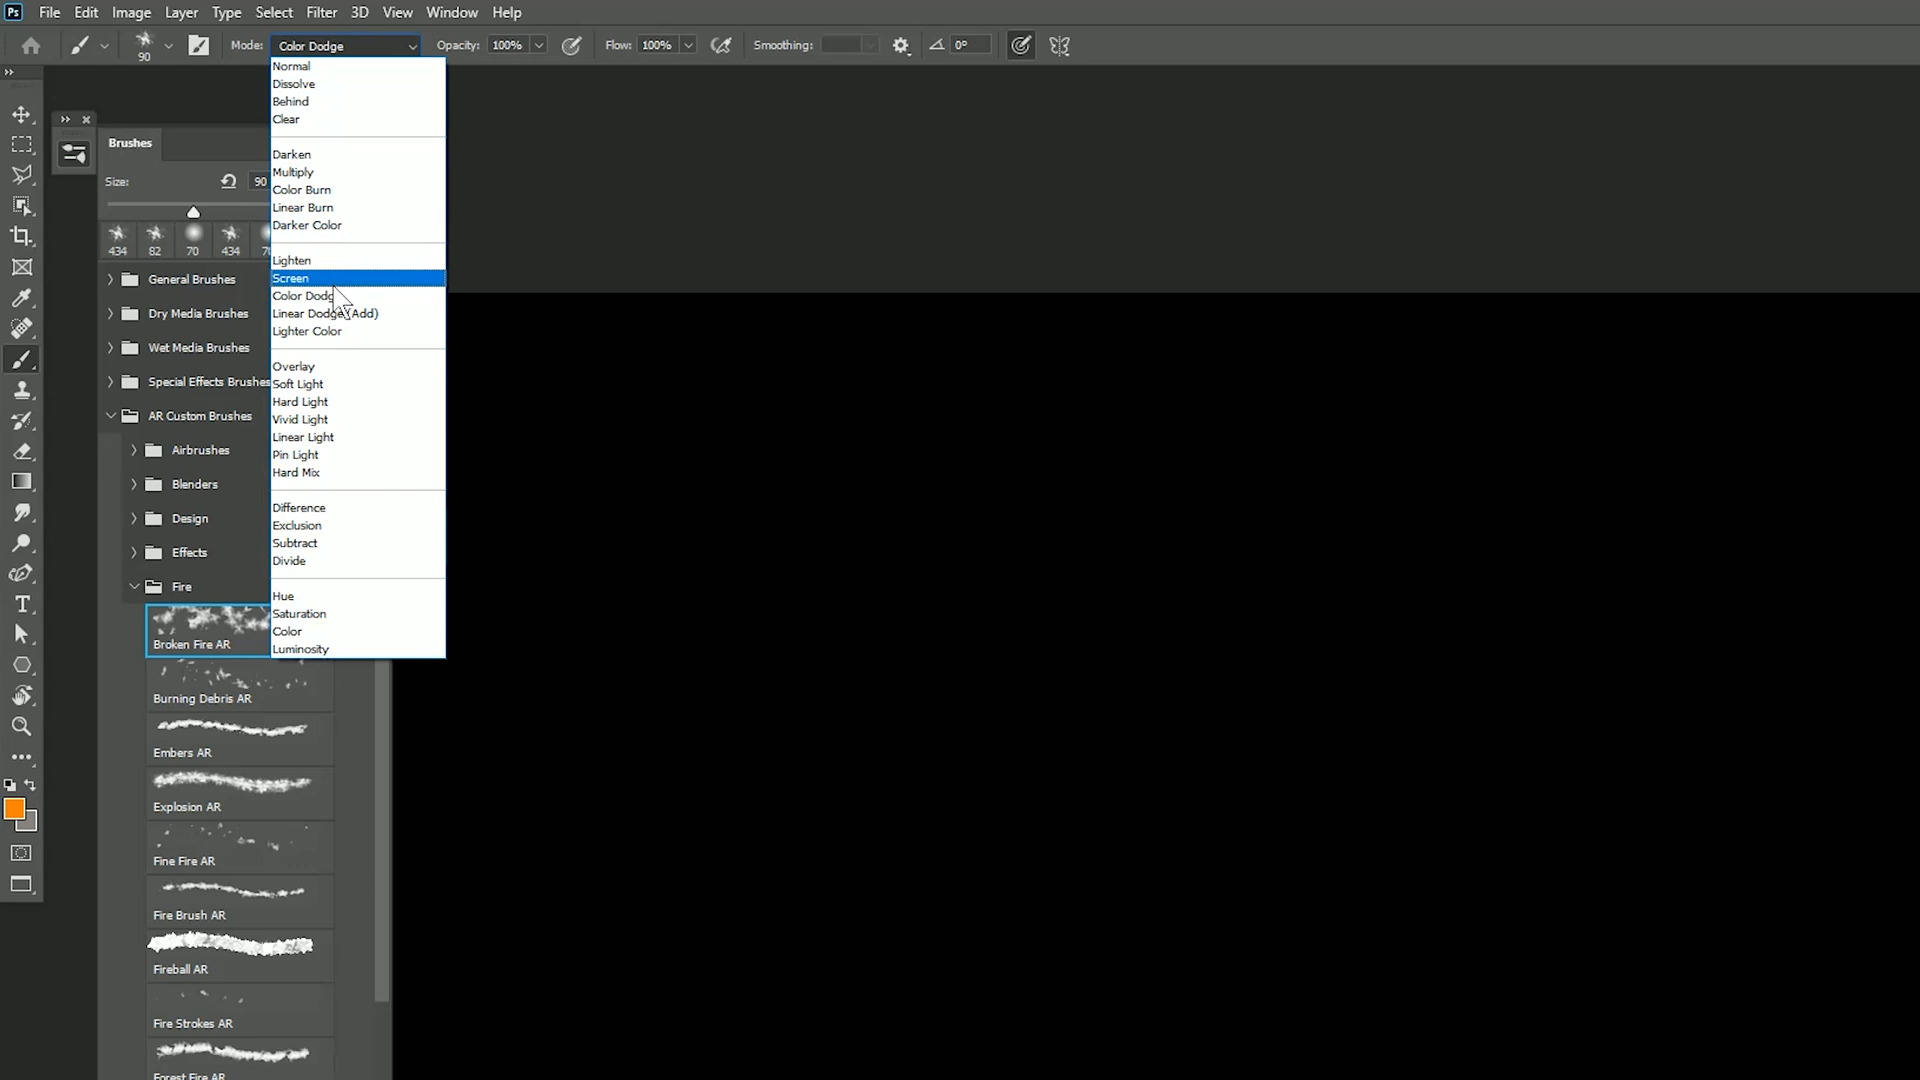 Ps File Edit Image Layer Type Select Filter 3D View Window Help
90 Mode: Color Dodge Opacity: 100% Flow: 100% Smoothing: 0°
Normal
Dissolve
Behind
Clear
Darken
Multiply
Color Burn
Linear Burn
Darker Color
Lighten
Screen
Color Dodg
Linear Dodge (Add)
Lighter Color
Overlay
Soft Light
Hard Light
Vivid Light
Linear Light
Pin Light
Hard Mix
Difference
Exclusion
Subtract
Divide
Hue
Saturation
Color
Luminosity
Brushes
Size: 90
434 82 70 434
General Brushes
Dry Media Brushes
Wet Media Brushes
Special Effects Brushes
AR Custom Brushes
Airbrushes
Blenders
Design
Effects
Fire
Broken Fire AR
Burning Debris AR
Embers AR
Explosion AR
Fine Fire AR
Fire Brush AR
Fireball AR
Fire Strokes AR
Forest Fire AR